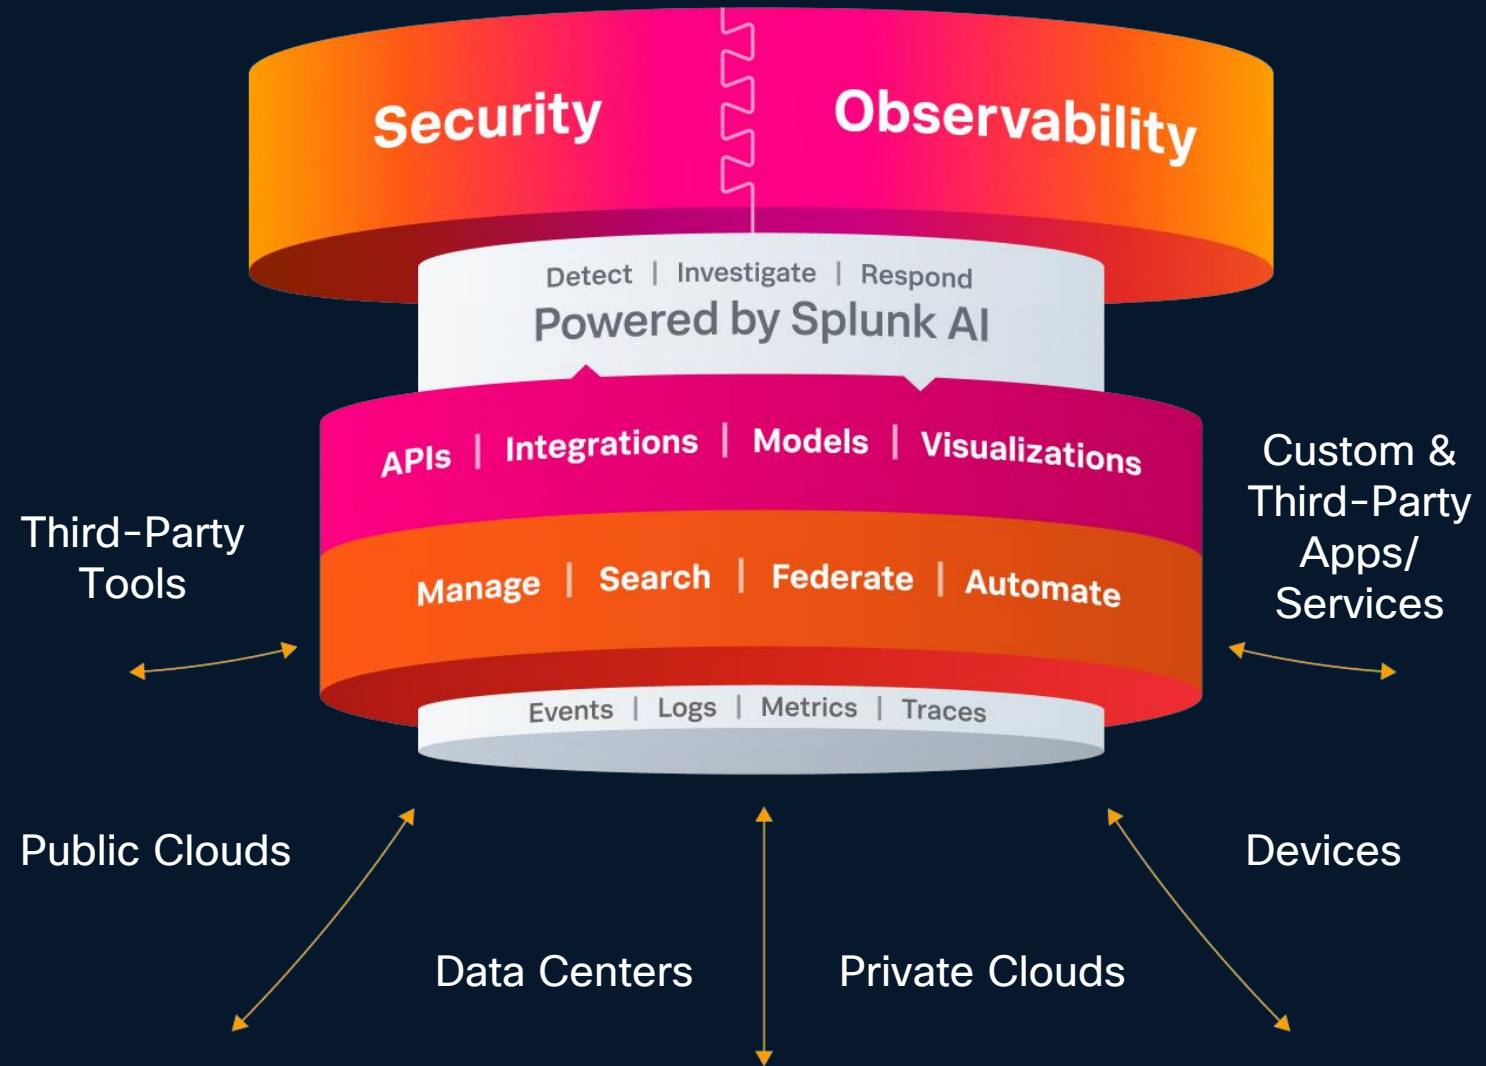 Security
Observability
Detect | Investigate | Respond
Powered by Splunk AI
APIs | Integrations | Models | Visualizations
Manage | Search | Federate | Automate
Events | Logs | Metrics | Traces
Third-Party
Tools
Custom &
Third-Party
Apps/
Services
Public Clouds
Devices
Data Centers
Private Clouds